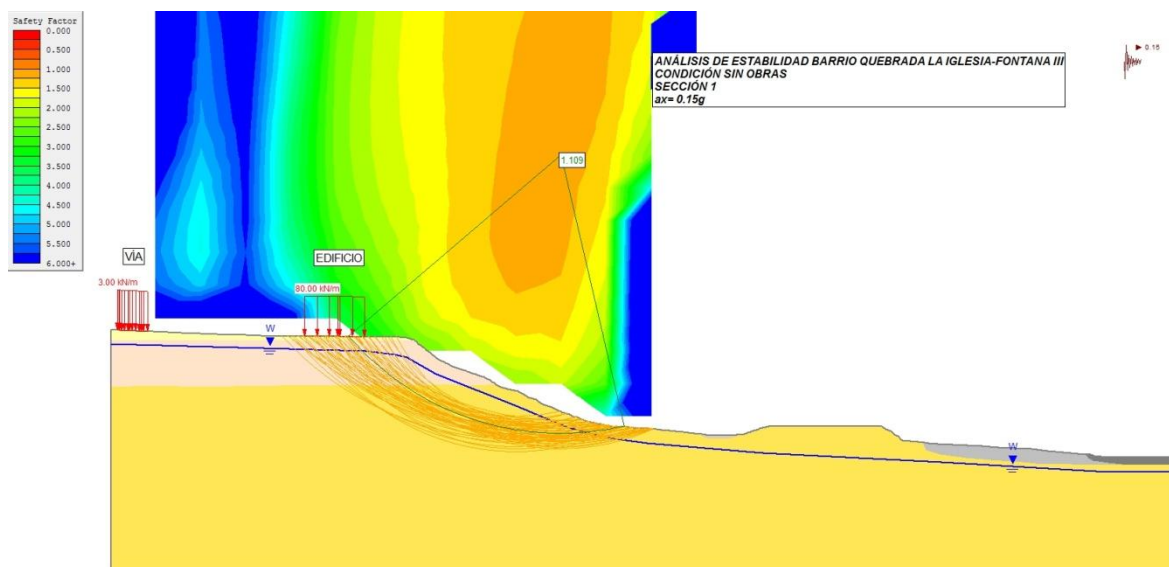 Safety Factor
0.000
0.500
1.000
1.500
2.000
2.500
3.000
3.500
4.000
4.500
5.000
5.500
6.000+
0.15
ANÁLISIS DE ESTABILIDAD BARRIO QUEBRADA LA IGLESIA-FONTANA III
CONDICIÓN SIN OBRAS
SECCIÓN 1
ax= 0.15g
1.109
VÍA
EDIFICIO
3.00 kN/m
80.00 kN/m
W
W